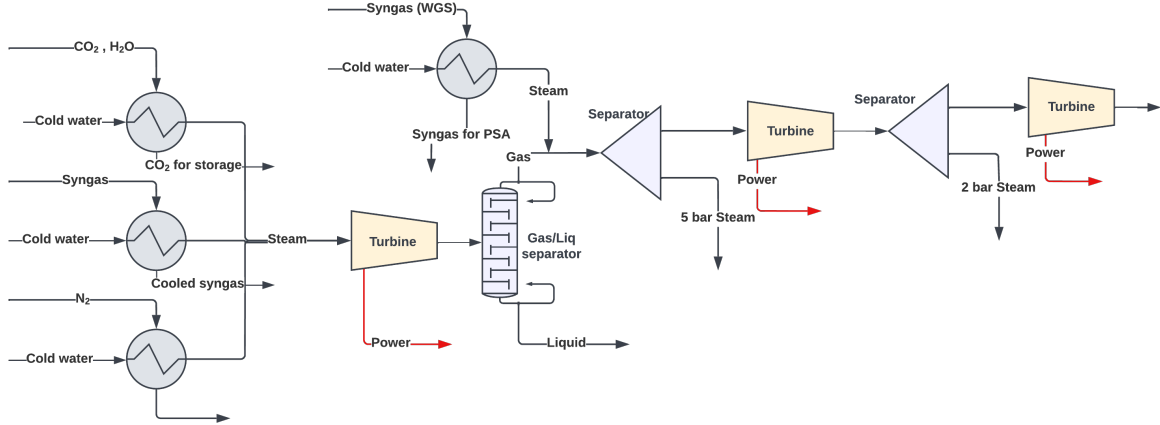 Syngas (WGS)
CO₂ , H₂O
Cold water
Steam
Cold water
Separator
Separator
Turbine
Turbine
Syngas for PSA
Gas
Power
Power
CO₂ for storage
Syngas
2 bar Steam
5 bar Steam
Cold water
Steam
Turbine
Gas/Liq
separator
Cooled syngas
N₂
Power
Liquid
Cold water